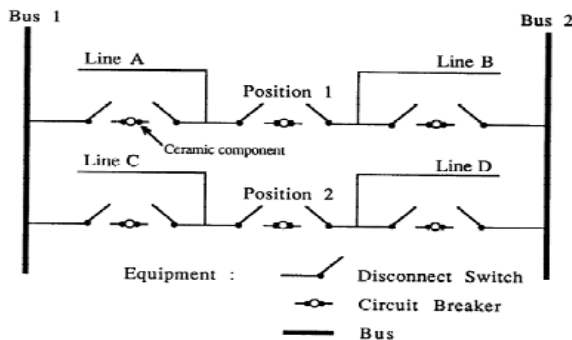 Bus 1
Bus 2
Line A
Line B
Position 1
Ceramic component
Line C
Line D
Position 2
Equipment :
Disconnect Switch
Circuit Breaker
Bus